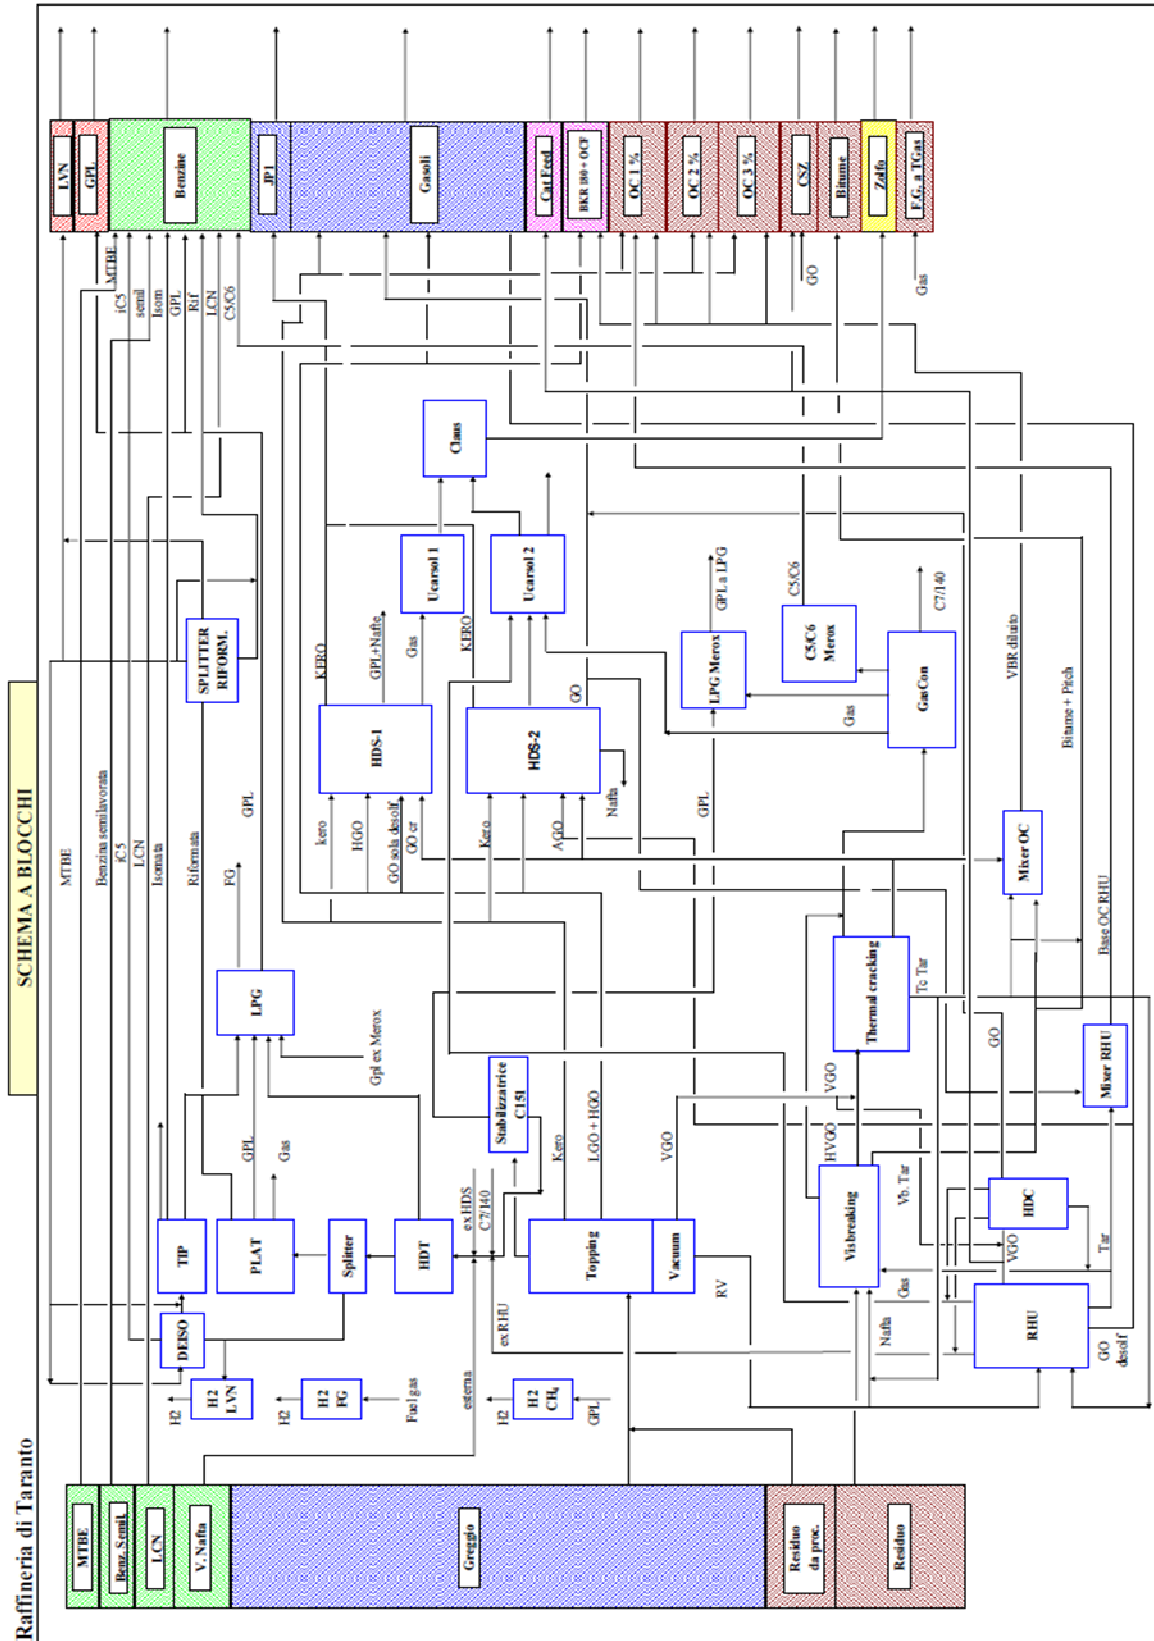 Raffineria di Taranto
SCHEMA A BLOCCHI
MTBE
Benz. Semil.
LCN
V. Nafta
Greggio
Residuo
da proc.
Residuo
H2
H2
LVN
H2
H2
FG
Fuel gas
esterna
H2
H2
CH4
GPL
DEISO
TIP
PLAT
Splitter
HDT
Topping
Vacuum
Visbreaking
RHU
HDC
Mixer RHU
Stabilizzatrice
C151
LPG
Thermal cracking
Mixer OC
SPLITTER
RIFORM.
HDS-1
HDS-2
Ucarsol 1
Ucarsol 2
Claus
LPG Merox
C5/C6
Merox
GasCon
MTBE
Benzina semilavorata
iC5
LCN
Isomata
Riformata
GPL
FG
GPL
Gas
Gpl ex Merox
ex HDS
C7/140
ex RHU
Kero
LGO + HGO
VGO
RV
HVGO
VGO
Vb. Tar
Nafta
Gas
VGO
Tar
GO
desolf
GO
Tc Tar
Base OC RHU
Bitume + Pitch
VBR diluito
kero
HGO
GO solo desolf
GO cr
Kero
AGO
Nafta
GPL
KERO
GPL+Nafte
Gas
KERO
GO
GPL a LPG
C5/C6
Gas
C7/140
MTBE
iC5
semil
Isom
GPL
Rif
LCN
C5/C6
GO
Gas
LVN
GPL
Benzine
JP1
Gasoli
Cat Feed
BKR 180 + OCF
OC 1 %
OC 2 %
OC 3 %
CSZ
Bitume
Zolfo
F.G. a TGas